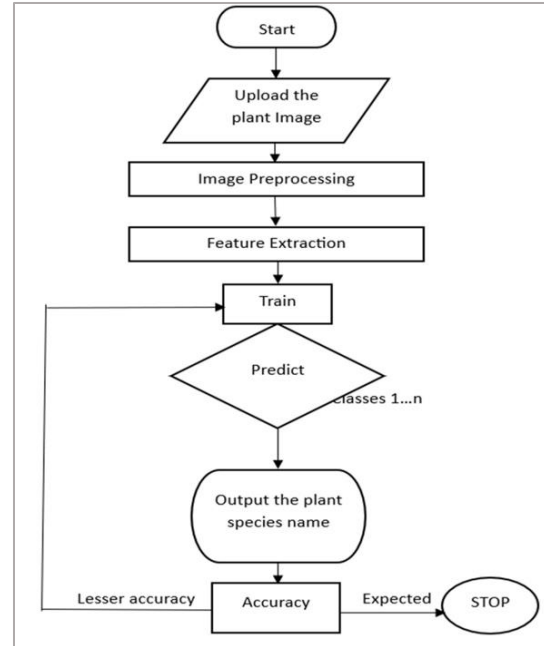 Start
Upload the
plant Image
Image Preprocessing
Feature Extraction
Train
Predict
Classes 1...n
Output the plant
species name
Lesser accuracy
Accuracy
Expected
STOP